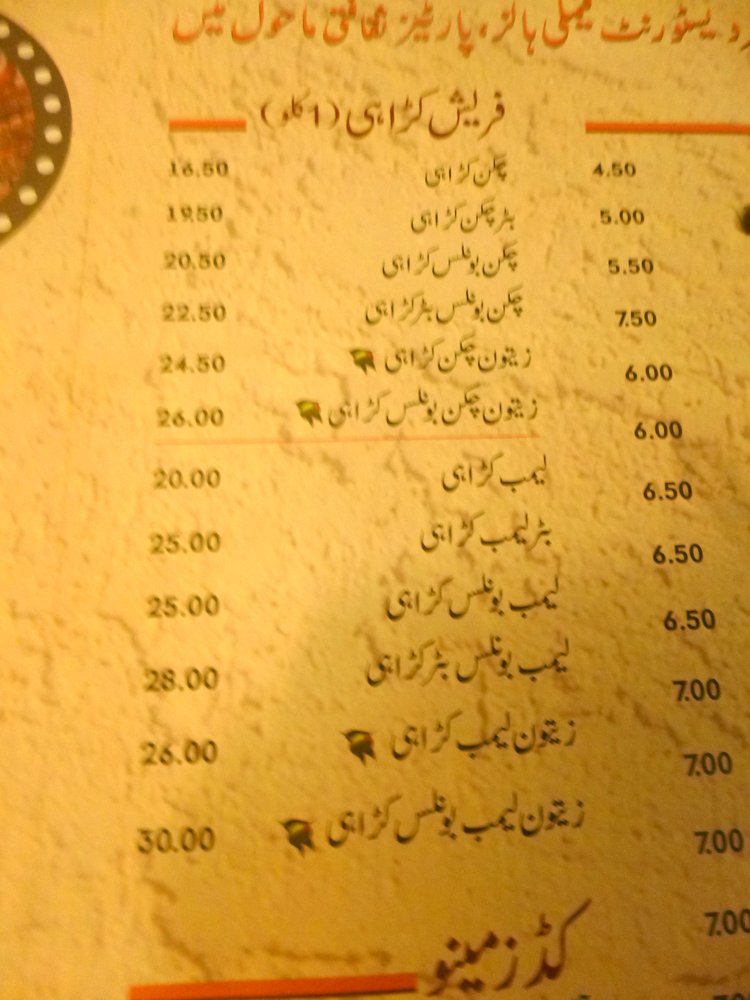 ریسٹورنٹ فیملی ہالز، پارٹیز ثقافتی ماحول میں
فریش کڑاہی (1 کلو)
چکن کڑاہی 16.50
بٹر چکن کڑاہی 19.50
چکن بونلس کڑاہی 20.50
چکن بونلس بٹر کڑاہی 22.50
زیتون چکن کڑاہی 24.50
زیتون چکن بونلس کڑاہی 26.00
لیمب کڑاہی 20.00
بٹر لیمب کڑاہی 25.00
لیمب بونلس کڑاہی 25.00
لیمب بونلس بٹر کڑاہی 28.00
زیتون لیمب کڑاہی 26.00
زیتون لیمب بونلس کڑاہی 30.00
کڈز مینو
4.50
5.00
5.50
7.50
6.00
6.00
6.50
6.50
6.50
7.00
7.00
7.00
7.00